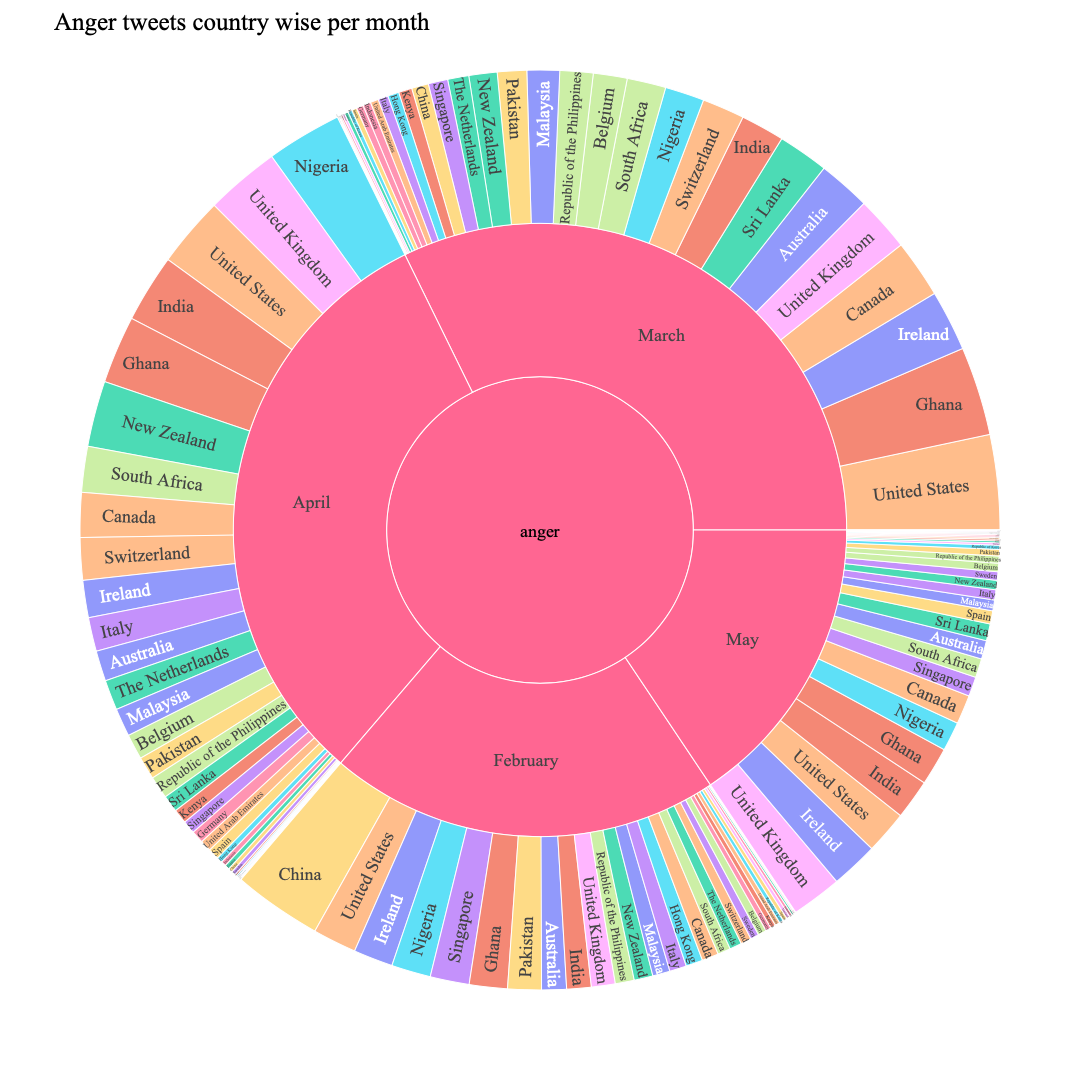 Anger tweets country wise per month
anger
March
United States
Ghana
Ireland
Canada
United Kingdom
Australia
Sri Lanka
India
Switzerland
Nigeria
South Africa
Belgium
Republic of the Philippines
Malaysia
Pakistan
New Zealand
The Netherlands
Singapore
China
Kenya
Hong Kong
Italy
United Arab Emirates
April
Nigeria
United Kingdom
United States
India
Ghana
New Zealand
South Africa
Canada
Switzerland
Ireland
Italy
Australia
The Netherlands
Malaysia
Belgium
Pakistan
Republic of the Philippines
Sri Lanka
Kenya
Singapore
Germany
United Arab Emirates
Spain
February
China
United States
Ireland
Nigeria
Singapore
Ghana
Pakistan
Australia
India
United Kingdom
Republic of the Philippines
New Zealand
Malaysia
Italy
Hong Kong
Canada
South Africa
The Netherlands
Switzerland
Sweden
Belgium
May
United Kingdom
Ireland
United States
India
Ghana
Nigeria
Canada
Singapore
South Africa
Australia
Sri Lanka
Spain
Malaysia
Italy
New Zealand
Sweden
Belgium
Republic of the Philippines
Pakistan